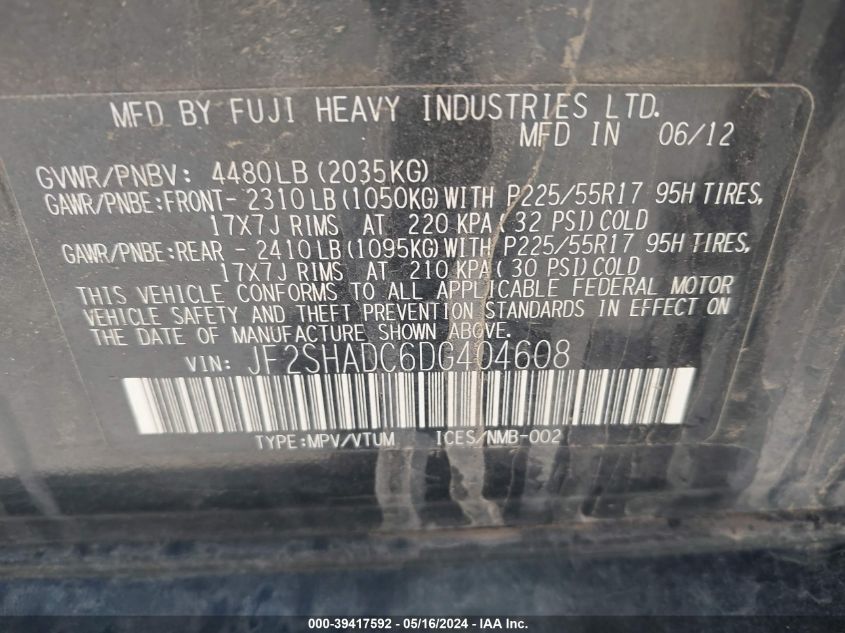 MFD BY FUJI HEAVY INDUSTRIES LTD.
MFD IN 06/12
GVWR/PNBV: 4480LB(2035KG)
GAWR/PNBE:FRONT-2310LB(1050KG)WITH P225/55R17 95H TIRES,
17X7J RIMS AT 220 KPA(32 PSI)COLD
GAWR/PNBE:REAR -2410LB(1095KG)WITH P225/55R17 95H TIRES,
17X7J RIMS AT 210 KPA(30 PSI)COLD
THIS VEHICLE CONFORMS TO ALL APPLICABLE FEDERAL MOTOR
VEHICLE SAFETY AND THEFT PREVENTION STANDARDS IN EFFECT ON
THE DATE OF MANUFACTURE SHOWN ABOVE.
VIN: JF2SHADC6DG404608
TYPE:MPV/VTUM ICES/NMB-002
000-39417592 - 05/16/2024 - IAA Inc.